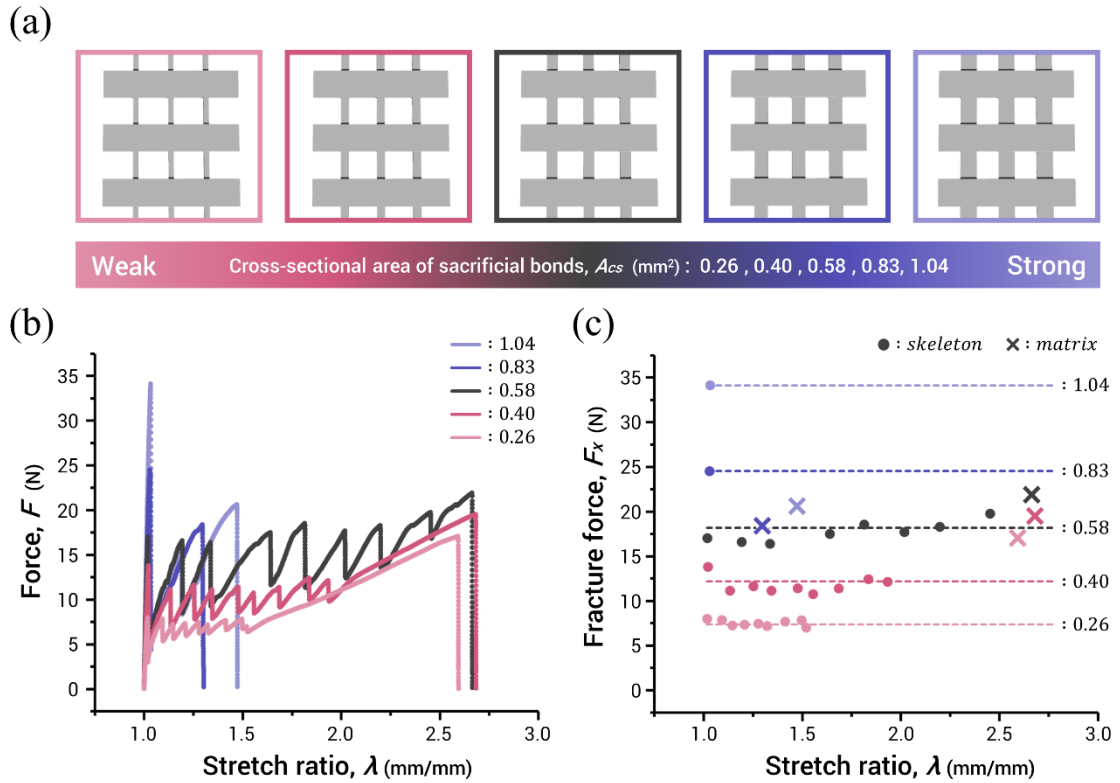 (a)
Weak Cross-sectional area of sacrificial bonds, Acs (mm²) : 0.26 , 0.40 , 0.58 , 0.83, 1.04 Strong
(b)
: 1.04
: 0.83
: 0.58
: 0.40
: 0.26
35
30
25
20
15
10
5
0
Force, F (N)
1.0 1.5 2.0 2.5 3.0
Stretch ratio, λ (mm/mm)
(c)
: skeleton : matrix
35
30
25
20
15
10
5
0
Fracture force, Fx (N)
: 1.04
: 0.83
: 0.58
: 0.40
: 0.26
1.0 1.5 2.0 2.5 3.0
Stretch ratio, λ (mm/mm)